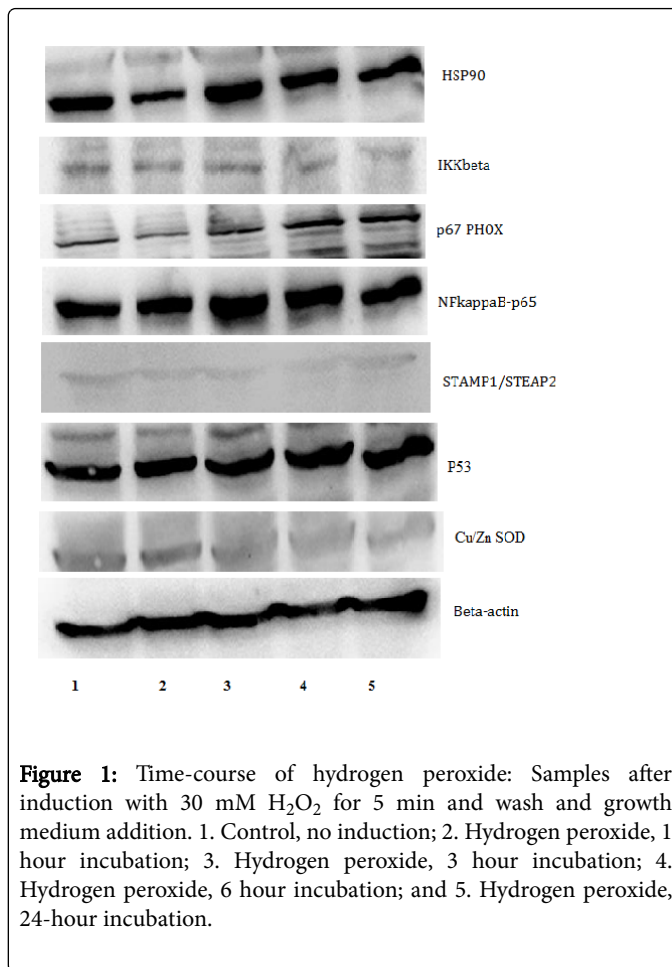 HSP90
IKKbeta
p67 PHOX
NFkappaB-p65
STAMP1/STEAP2
P53
Cu/Zn SOD
Beta-actin
1 2 3 4 5
Figure 1: Time-course of hydrogen peroxide: Samples after
induction with 30 mM H₂O₂ for 5 min and wash and growth
medium addition. 1. Control, no induction; 2. Hydrogen peroxide, 1
hour incubation; 3. Hydrogen peroxide, 3 hour incubation; 4.
Hydrogen peroxide, 6 hour incubation; and 5. Hydrogen peroxide,
24-hour incubation.